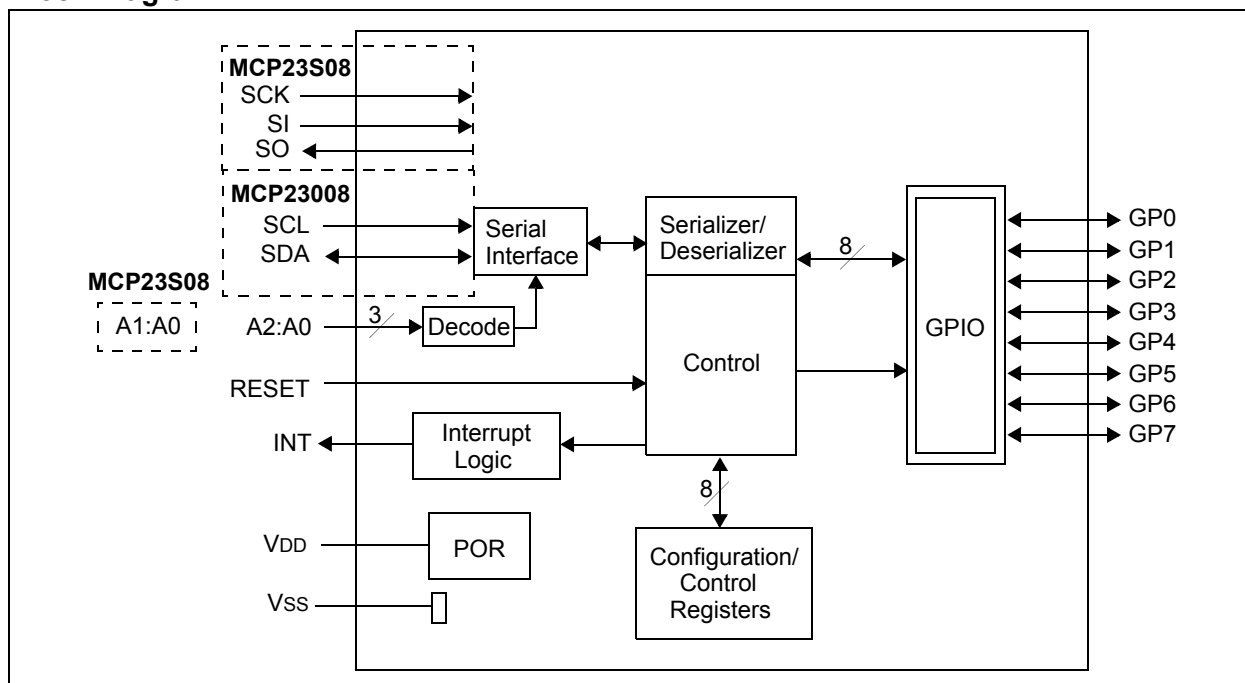 MCP23S08
SCK
SI
SO
MCP23008
SCL
SDA
MCP23S08
A1:A0
A2:A0
3
Decode
Serial
Interface
Serializer/
Deserializer
8
Control
GPIO
GP0
GP1
GP2
GP3
GP4
GP5
GP6
GP7
RESET
INT
Interrupt
Logic
8
VDD
POR
VSS
Configuration/
Control
Registers